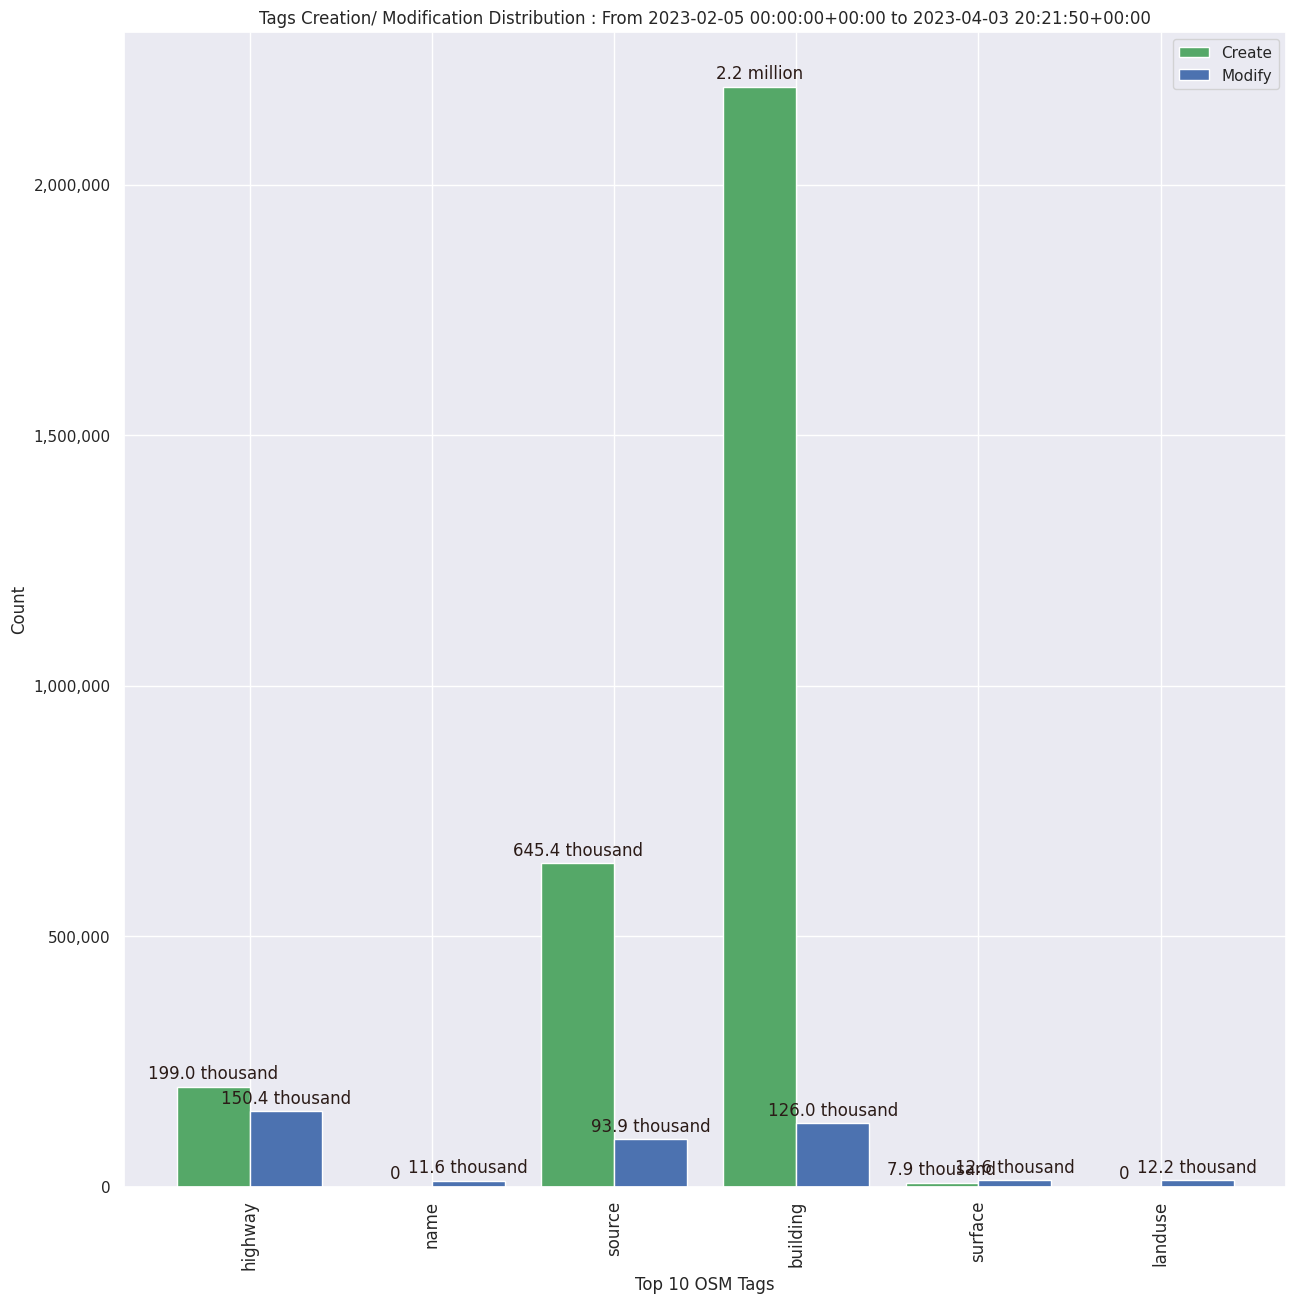 Tags Creation/ Modification Distribution : From 2023-02-05 00:00:00+00:00 to 2023-04-03 20:21:50+00:00
Create
Modify
2.2 million
2,000,000
1,500,000
1,000,000
645.4 thousand
500,000
199.0 thousand
150.4 thousand
93.9 thousand
126.0 thousand
0
11.6 thousand
7.9 thousand
12.6 thousand
0
12.2 thousand
0
Count
highway
name
source
building
surface
landuse
Top 10 OSM Tags